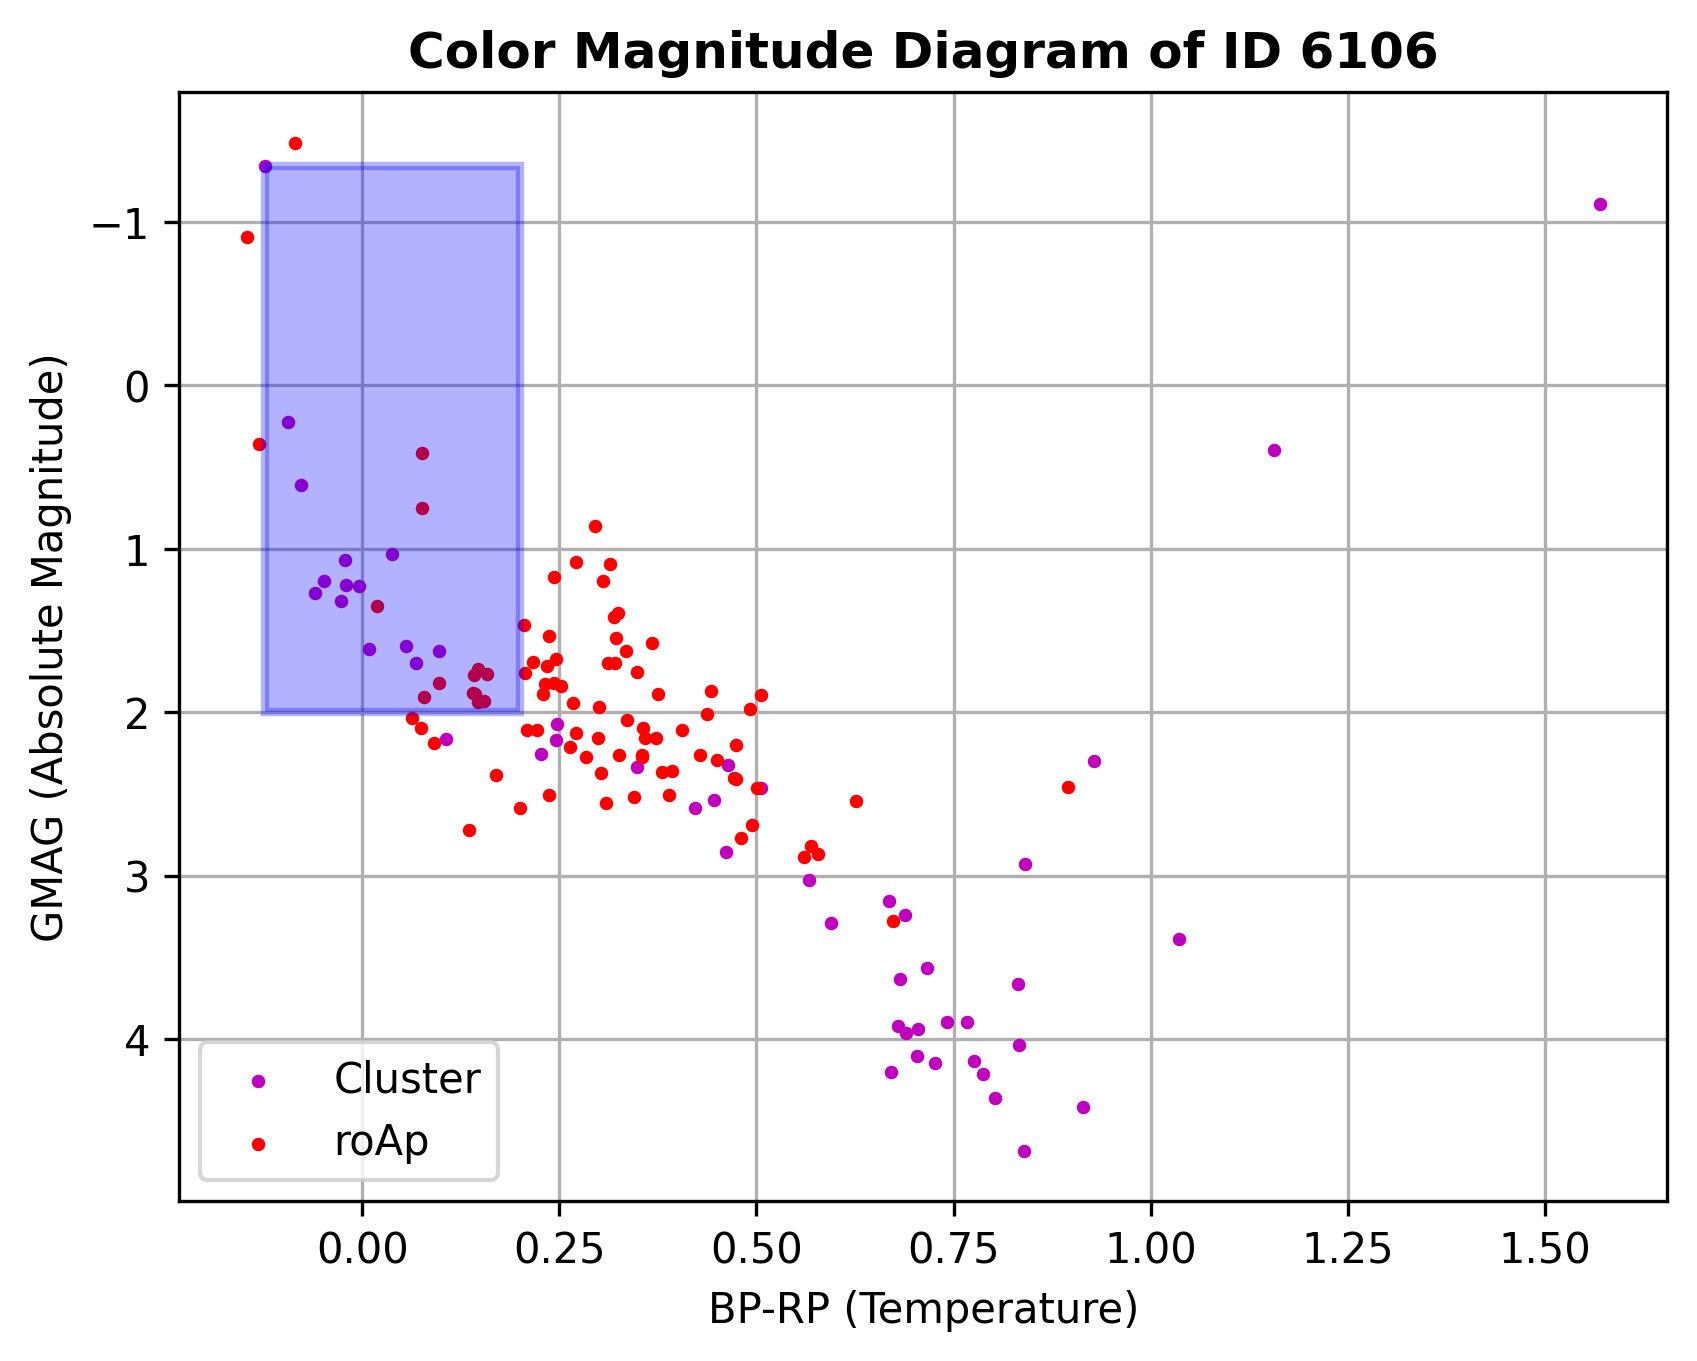 Color Magnitude Diagram of ID 6106
GMAG (Absolute Magnitude)
−1
0
1
2
3
4
Cluster
roAp
0.00 0.25 0.50 0.75 1.00 1.25 1.50
BP-RP (Temperature)